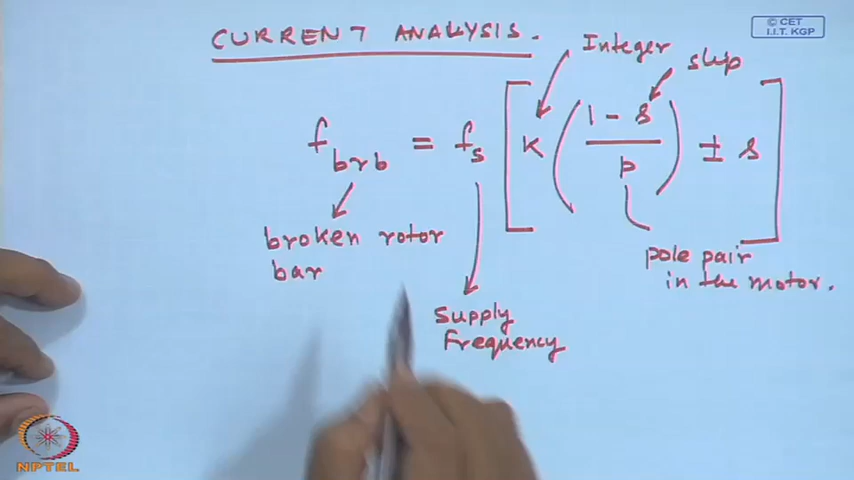 © CET
I.I.T. KGP
CURRENT ANALYSIS.
Integer
slip
f_brb = f_s [ k ( 1 - s / p ) ± s ]
broken rotor
bar
pole pair
in the motor.
Supply
Frequency
NPTEL